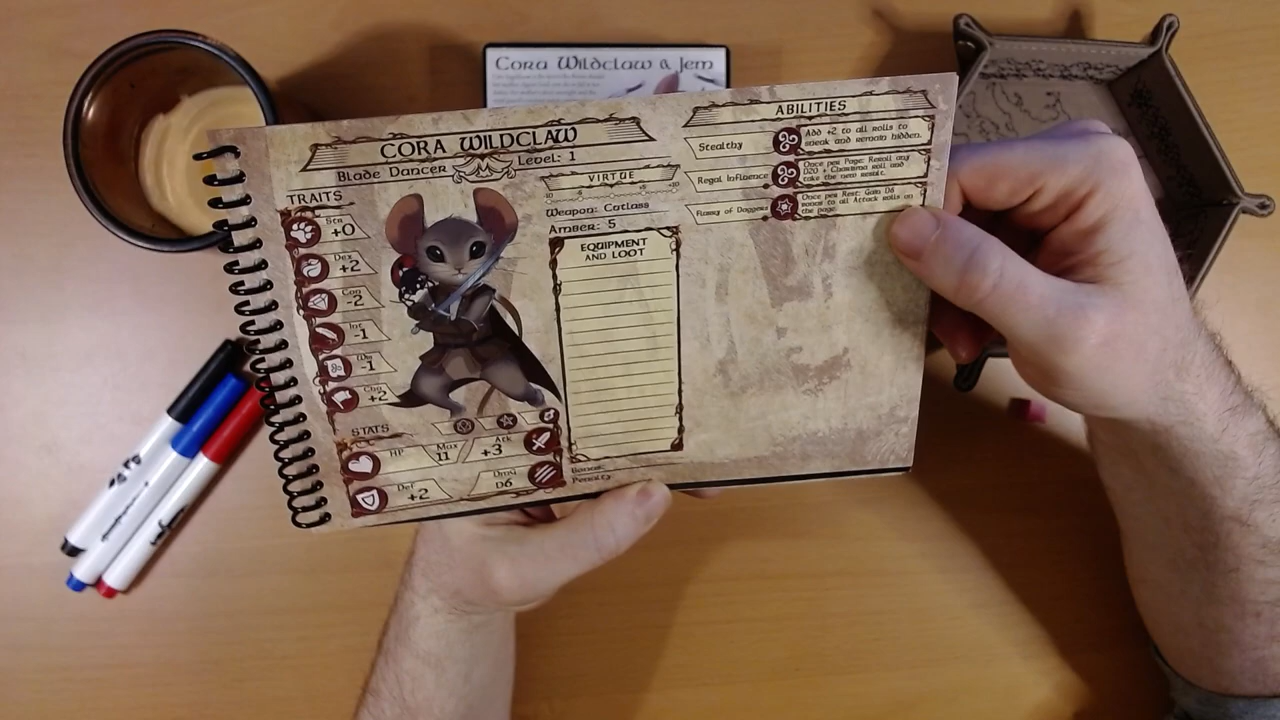 Cora Wildclaw & Jem
CORA WILDCLAW
Blade Dancer
Level: 1
TRAITS
Str
+0
Dex
+2
Con
-2
Int
-1
Wis
-1
Cha
+2
STATS
HP
Max
11
Atk
+3
Def
+2
Dmg
D6
VIRTUE
Weapon: Cutlass
Amber: 5
EQUIPMENT
AND LOOT
Bonus:
Penalty:
ABILITIES
Stealthy
Add +2 to all rolls to
sneak and remain hidden.
Regal Influence
Once per Page: Reroll any
D20 + Charisma roll and
take the new result.
Flurry of Daggers
Once per Rest: Gain D6
bonus to all Attack rolls on
the page.